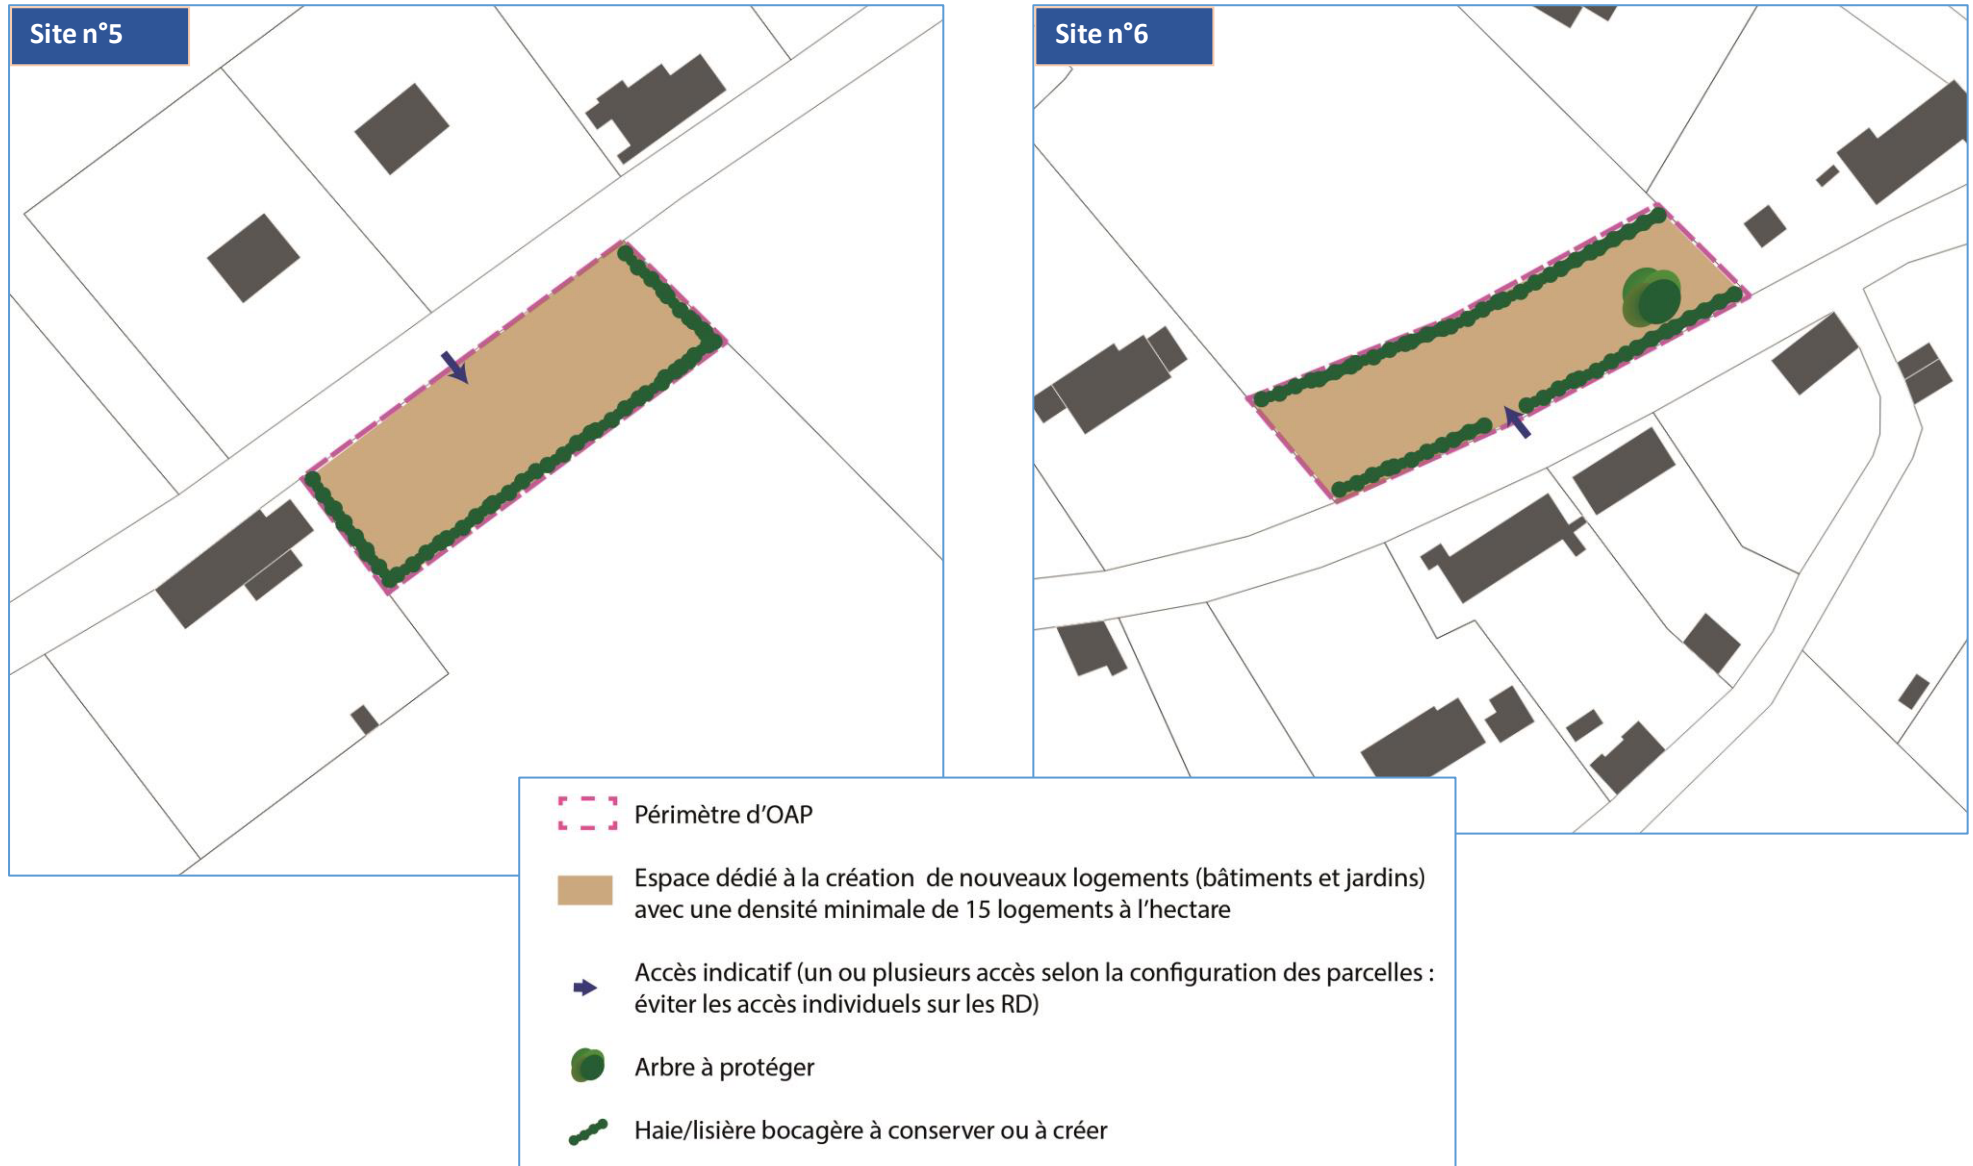 Site n°5
Site n°6
Périmètre d'OAP
Espace dédié à la création de nouveaux logements (bâtiments et jardins)
avec une densité minimale de 15 logements à l'hectare
Accès indicatif (un ou plusieurs accès selon la configuration des parcelles :
éviter les accès individuels sur les RD)
Arbre à protéger
Haie/lisière bocagère à conserver ou à créer